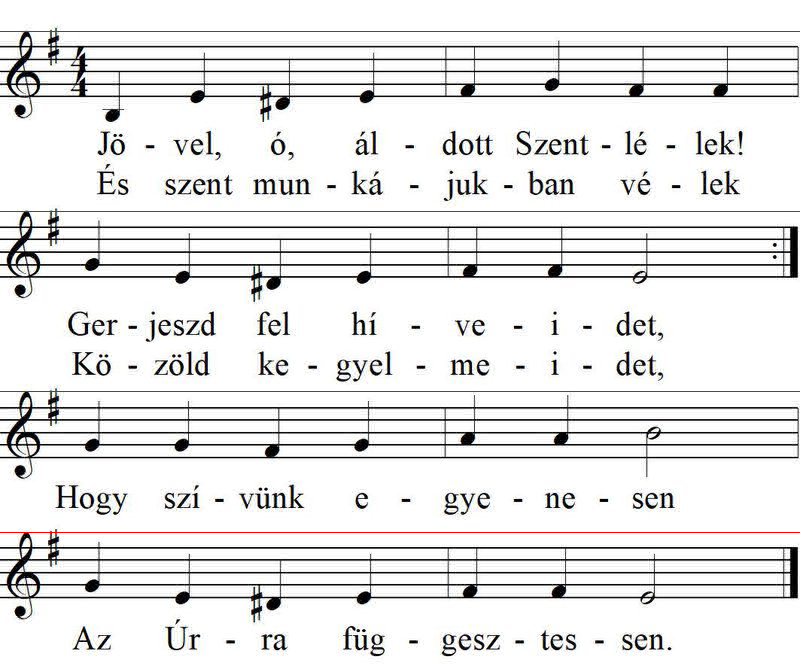 4
4
Jö - vel, ó, ál - dott Szent - lé - lek!
És szent mun - ká - juk - ban vé - lek
Ger - jeszd fel hí - ve - i - det,
Kö - zöld ke - gyel - me - i - det,
Hogy szí - vünk e - gye - ne - sen
Az Úr - ra füg - gesz - tes - sen.